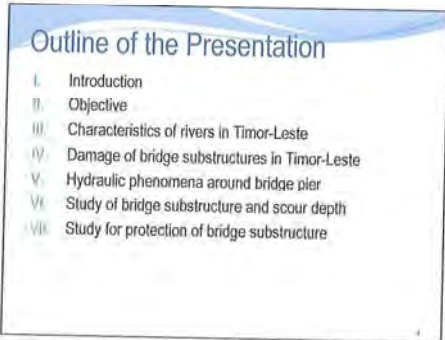 Outline of the Presentation
I. Introduction
II. Objective
III. Characteristics of rivers in Timor-Leste
IV. Damage of bridge substructures in Timor-Leste
V. Hydraulic phenomena around bridge pier
VI. Study of bridge substructure and scour depth
VII. Study for protection of bridge substructure
4